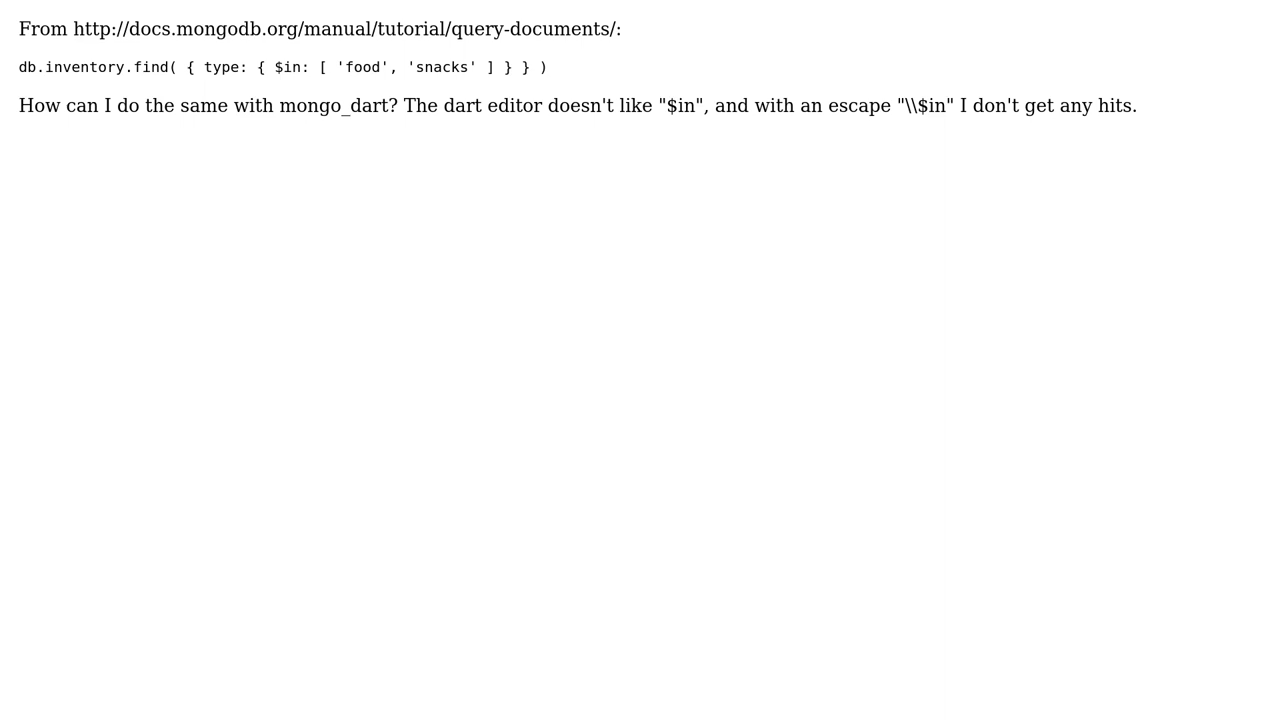 From http://docs.mongodb.org/manual/tutorial/query-documents/:
db.inventory.find( { type: { $in: [ 'food', 'snacks' ] } } )
How can I do the same with mongo_dart? The dart editor doesn't like "$in", and with an escape "\\$in" I don't get any hits.